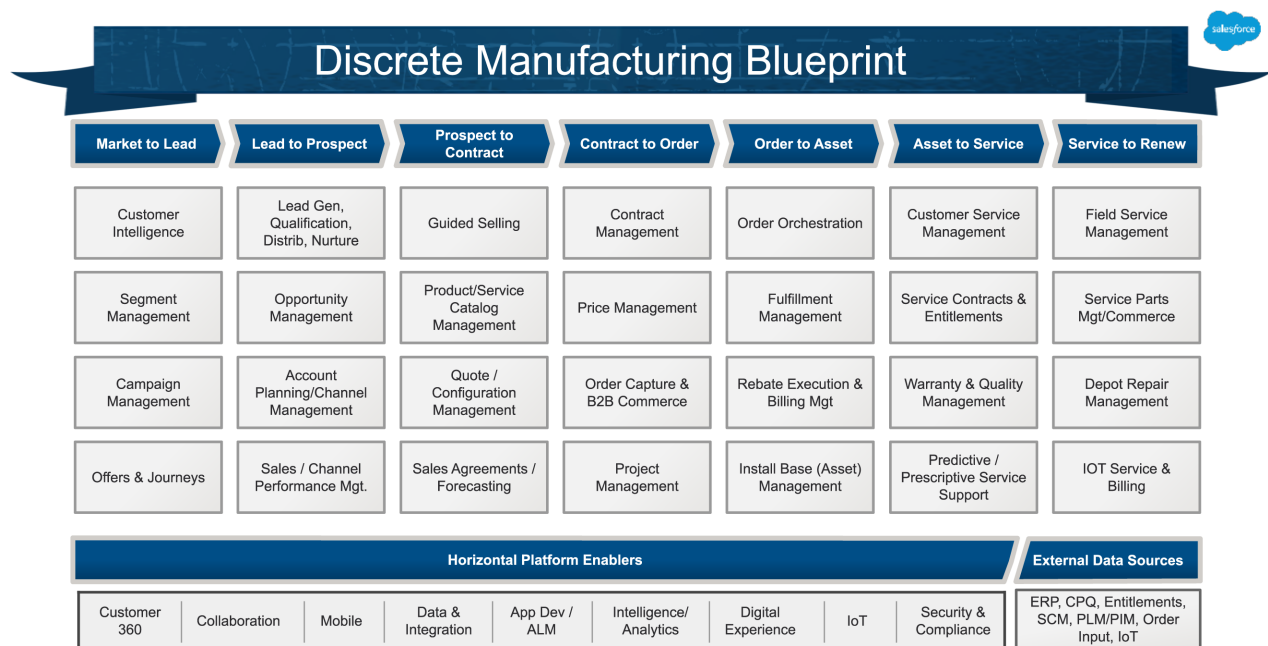 salesforce
Discrete Manufacturing Blueprint
Market to Lead
Lead to Prospect
Prospect to
Contract
Contract to Order
Order to Asset
Asset to Service
Service to Renew
Customer
Intelligence
Lead Gen,
Qualification,
Distrib, Nurture
Guided Selling
Contract
Management
Order Orchestration
Customer Service
Management
Field Service
Management
Segment
Management
Opportunity
Management
Product/Service
Catalog
Management
Price Management
Fulfillment
Management
Service Contracts &
Entitlements
Service Parts
Mgt/Commerce
Campaign
Management
Account
Planning/Channel
Management
Quote /
Configuration
Management
Order Capture &
B2B Commerce
Rebate Execution &
Billing Mgt
Warranty & Quality
Management
Depot Repair
Management
Offers & Journeys
Sales / Channel
Performance Mgt.
Sales Agreements /
Forecasting
Project
Management
Install Base (Asset)
Management
Predictive /
Prescriptive Service
Support
IOT Service &
Billing
Horizontal Platform Enablers
External Data Sources
Customer
360
Collaboration
Mobile
Data &
Integration
App Dev /
ALM
Intelligence/
Analytics
Digital
Experience
IoT
Security &
Compliance
ERP, CPQ, Entitlements,
SCM, PLM/PIM, Order
Input, IoT